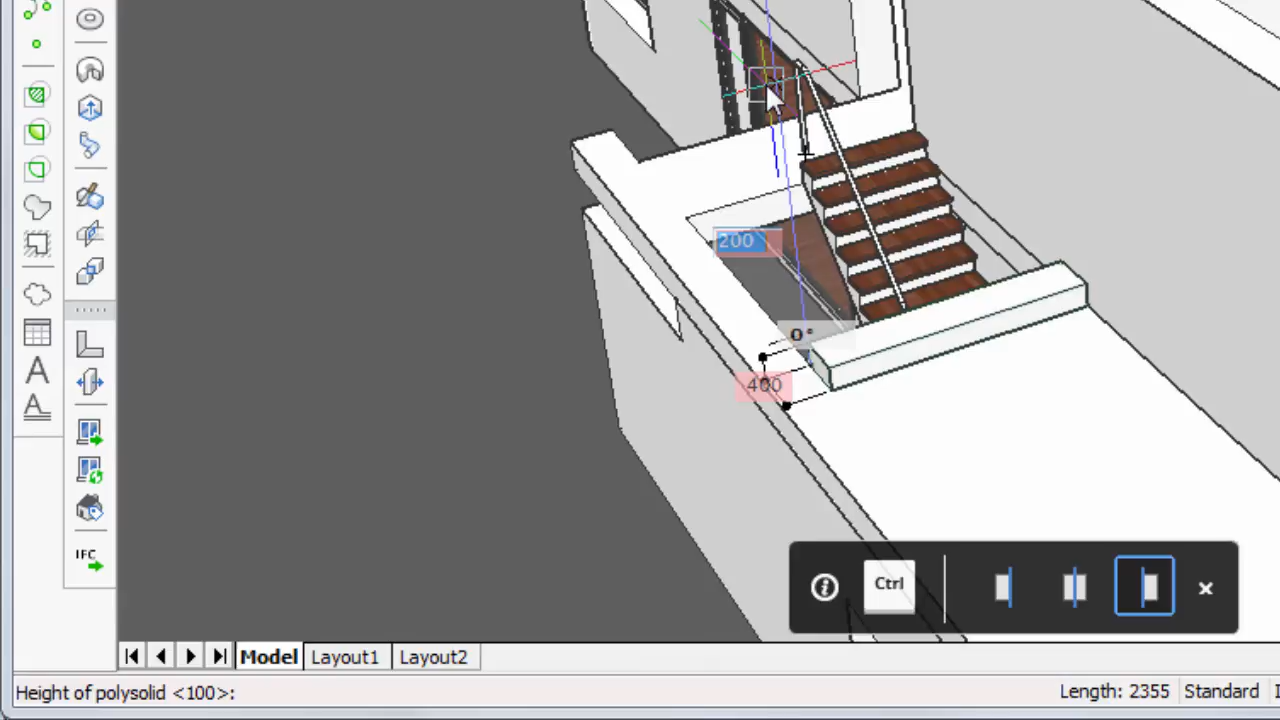 200
0°
400
IFC
Ctrl
Model Layout1 Layout2
Height of polysolid <100>: Length: 2355 Standard